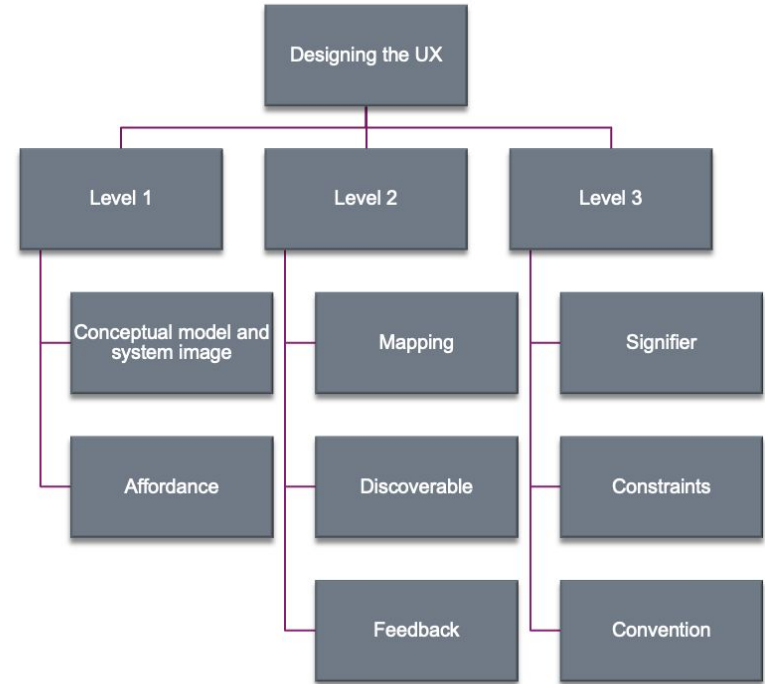 Designing the UX
Level 1
Level 2
Level 3
Conceptual model and
system image
Mapping
Signifier
Affordance
Discoverable
Constraints
Feedback
Convention